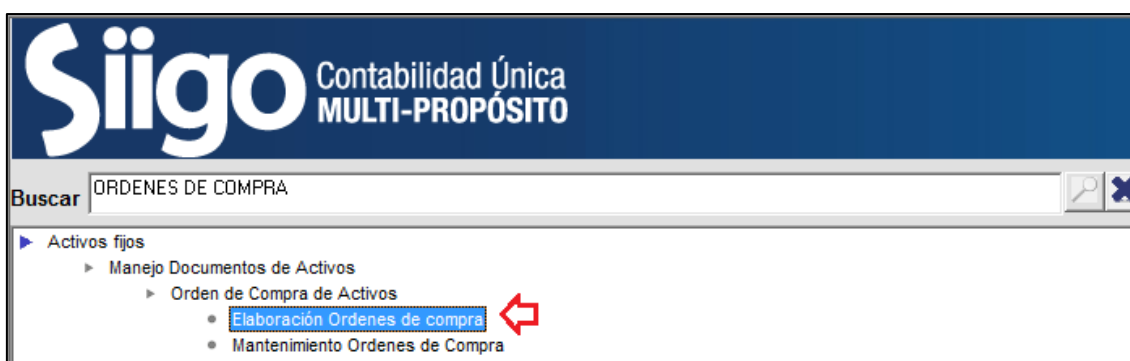 Siigo Contabilidad Única
MULTI-PROPÓSITO
Buscar ORDENES DE COMPRA
Activos fijos
Manejo Documentos de Activos
Orden de Compra de Activos
Elaboración Ordenes de compra
Mantenimiento Ordenes de Compra